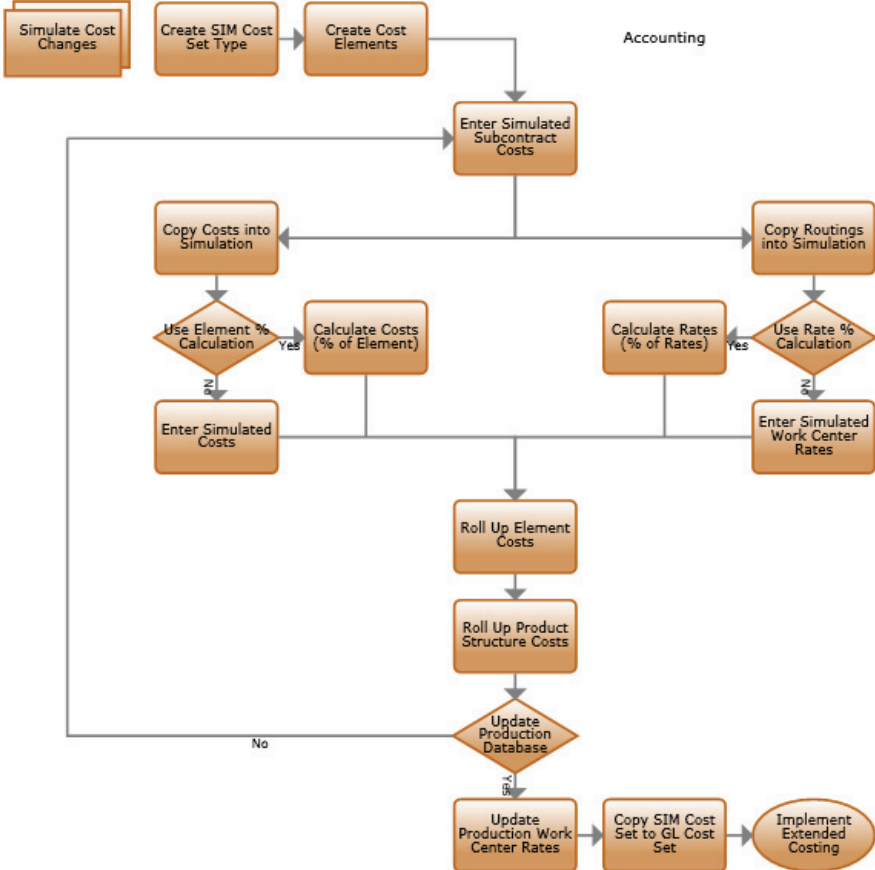 Simulate Cost
Changes
Create SIM Cost
Set Type
Create Cost
Elements
Accounting
Enter Simulated
Subcontract
Costs
Copy Costs into
Simulation
Copy Routings
into Simulation
Use Element %
Calculation
Yes
Calculate Costs
(% of Element)
Calculate Rates
(% of Rates)
Yes
Use Rate %
Calculation
No
No
Enter Simulated
Costs
Enter Simulated
Work Center
Rates
Roll Up Element
Costs
Roll Up Product
Structure Costs
Update
Production
Database
No
Yes
Update
Production Work
Center Rates
Copy SIM Cost
Set to GL Cost
Set
Implement
Extended
Costing